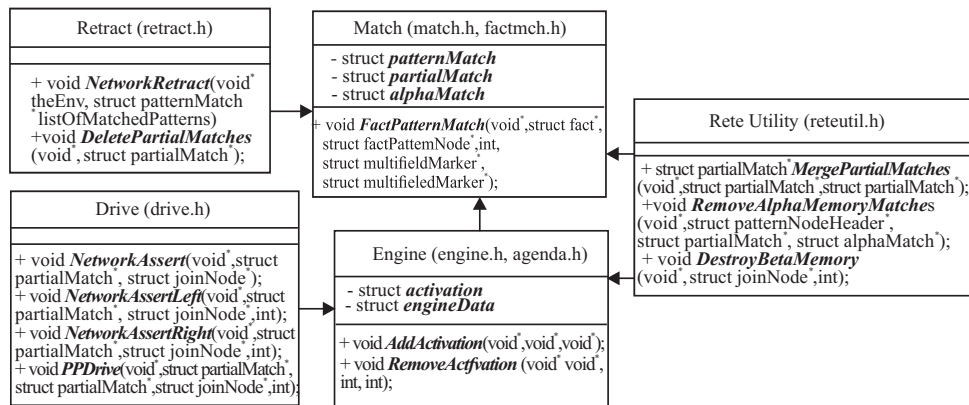 Retract (retract.h)
+ void NetworkRetract(void*
theEnv, struct patternMatch
*listOfMatchedPatterns)
+void DeletePartialMatches
(void*, struct partialMatch*);
Match (match.h, factmch.h)
- struct patternMatch
- struct partialMatch
- struct alphaMatch
+ void FactPatternMatch(void*,struct fact*,
struct factPattemNode*,int,
struct multifieldMarker*,
struct multifieledMarker*);
Rete Utility (reteutil.h)
+ struct partialMatch*MergePartialMatches
(void*,struct partialMatch*,struct partialMatch*);
+void RemoveAlphaMemoryMatches
(void*,struct patternNodeHeader*,
struct partialMatch*, struct alphaMatch*);
+ void DestroyBetaMemory
(void*, struct joinNode*,int);
Drive (drive.h)
+ void NetworkAssert(void*,struct
partialMatch*, struct joinNode*);
+ void NetworkAssertLeft(void*,struct
partialMatch*, struct joinNode*,int);
+ void NetworkAssertRight(void*,struct
partialMatch*,struct joinNode*,int);
+ void PPDrive(void*,struct partialMatch*,
struct partialMatch*,struct joinNode*,int);
Engine (engine.h, agenda.h)
- struct activation
- struct engineData
+ void AddActivation(void*,void*,void*);
+ void RemoveActfvation (void* void*,
int, int);